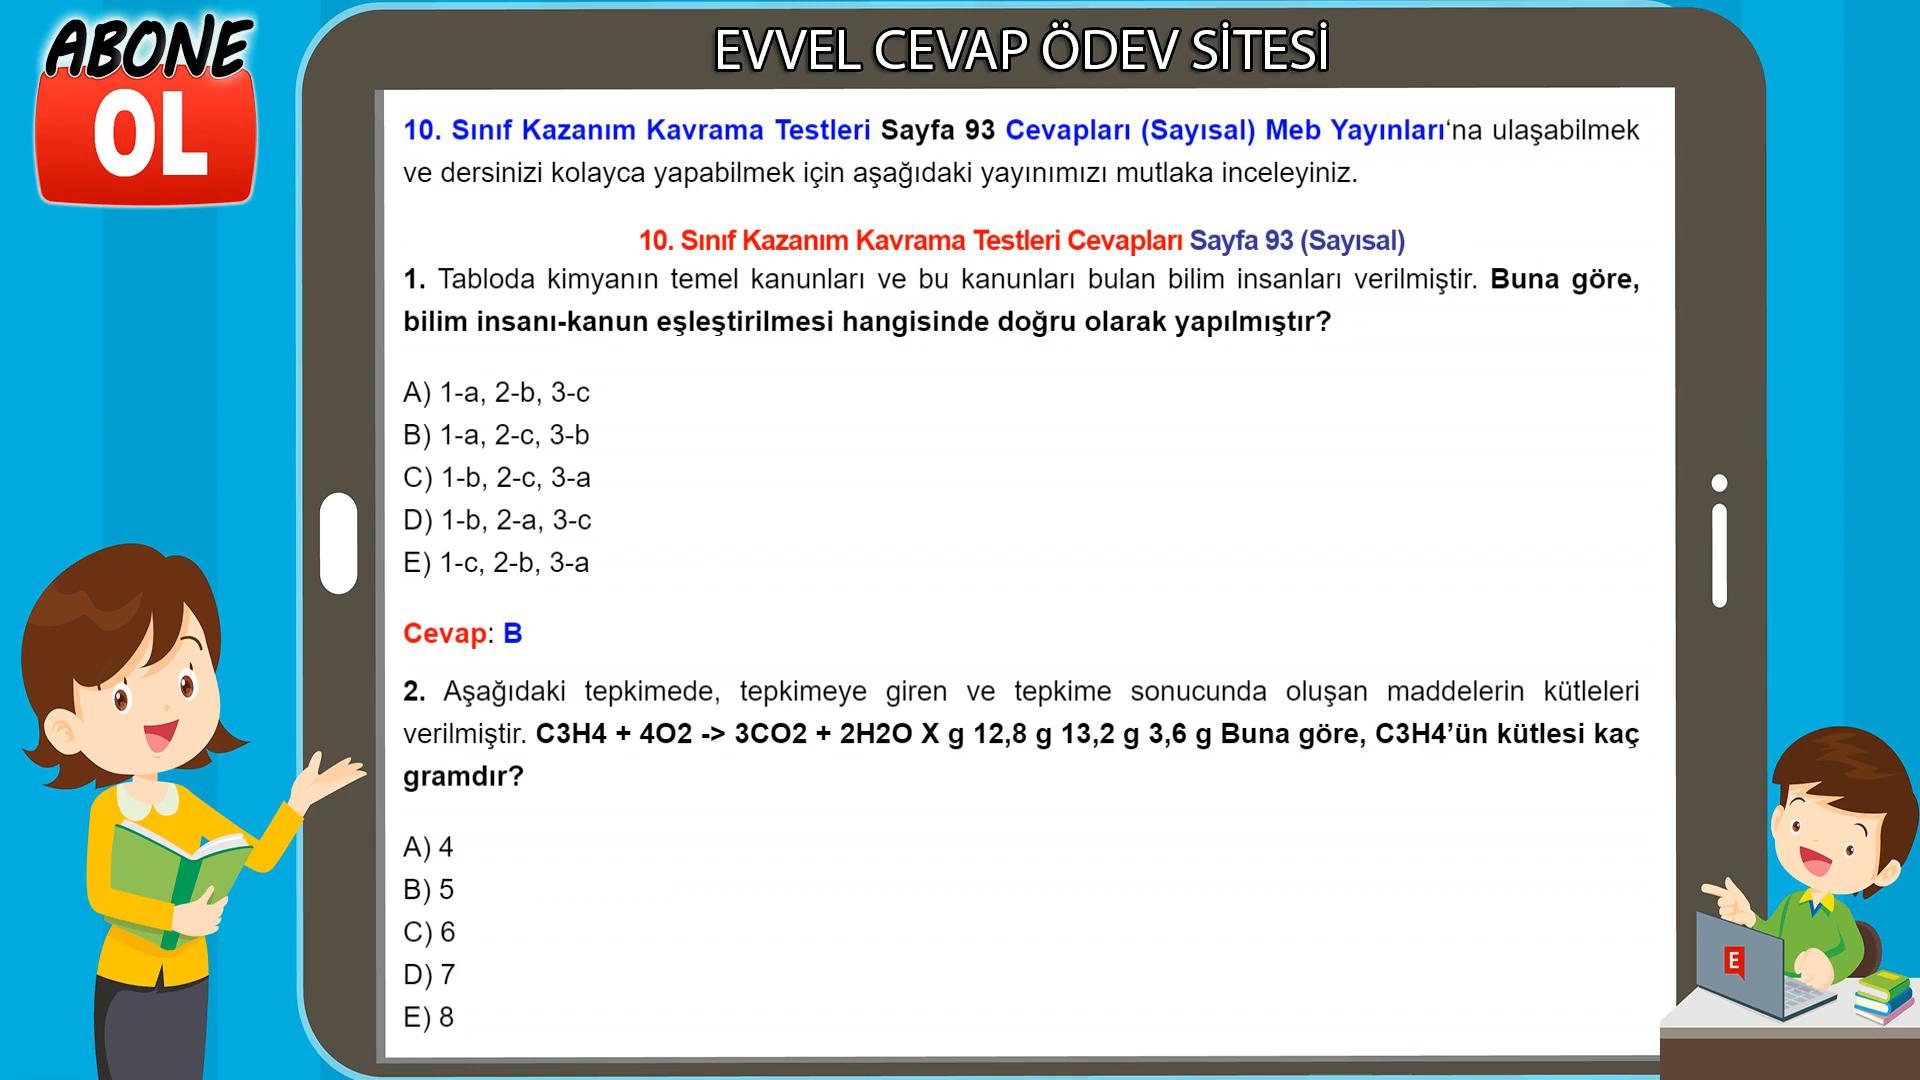 ABONE
OL
EVVEL CEVAP ÖDEV SİTESİ
10. Sınıf Kazanım Kavrama Testleri Sayfa 93 Cevapları (Sayısal) Meb Yayınları‘na ulaşabilmek
ve dersinizi kolayca yapabilmek için aşağıdaki yayınımızı mutlaka inceleyiniz.
10. Sınıf Kazanım Kavrama Testleri Cevapları Sayfa 93 (Sayısal)
1. Tabloda kimyanın temel kanunları ve bu kanunları bulan bilim insanları verilmiştir. Buna göre,
bilim insanı-kanun eşleştirilmesi hangisinde doğru olarak yapılmıştır?
A) 1-a, 2-b, 3-c
B) 1-a, 2-c, 3-b
C) 1-b, 2-c, 3-a
D) 1-b, 2-a, 3-c
E) 1-c, 2-b, 3-a
Cevap: B
2. Aşağıdaki tepkimede, tepkimeye giren ve tepkime sonucunda oluşan maddelerin kütleleri
verilmiştir. C3H4 + 4O2 -> 3CO2 + 2H2O X g 12,8 g 13,2 g 3,6 g Buna göre, C3H4’ün kütlesi kaç
gramdır?
A) 4
B) 5
C) 6
D) 7
E) 8
E